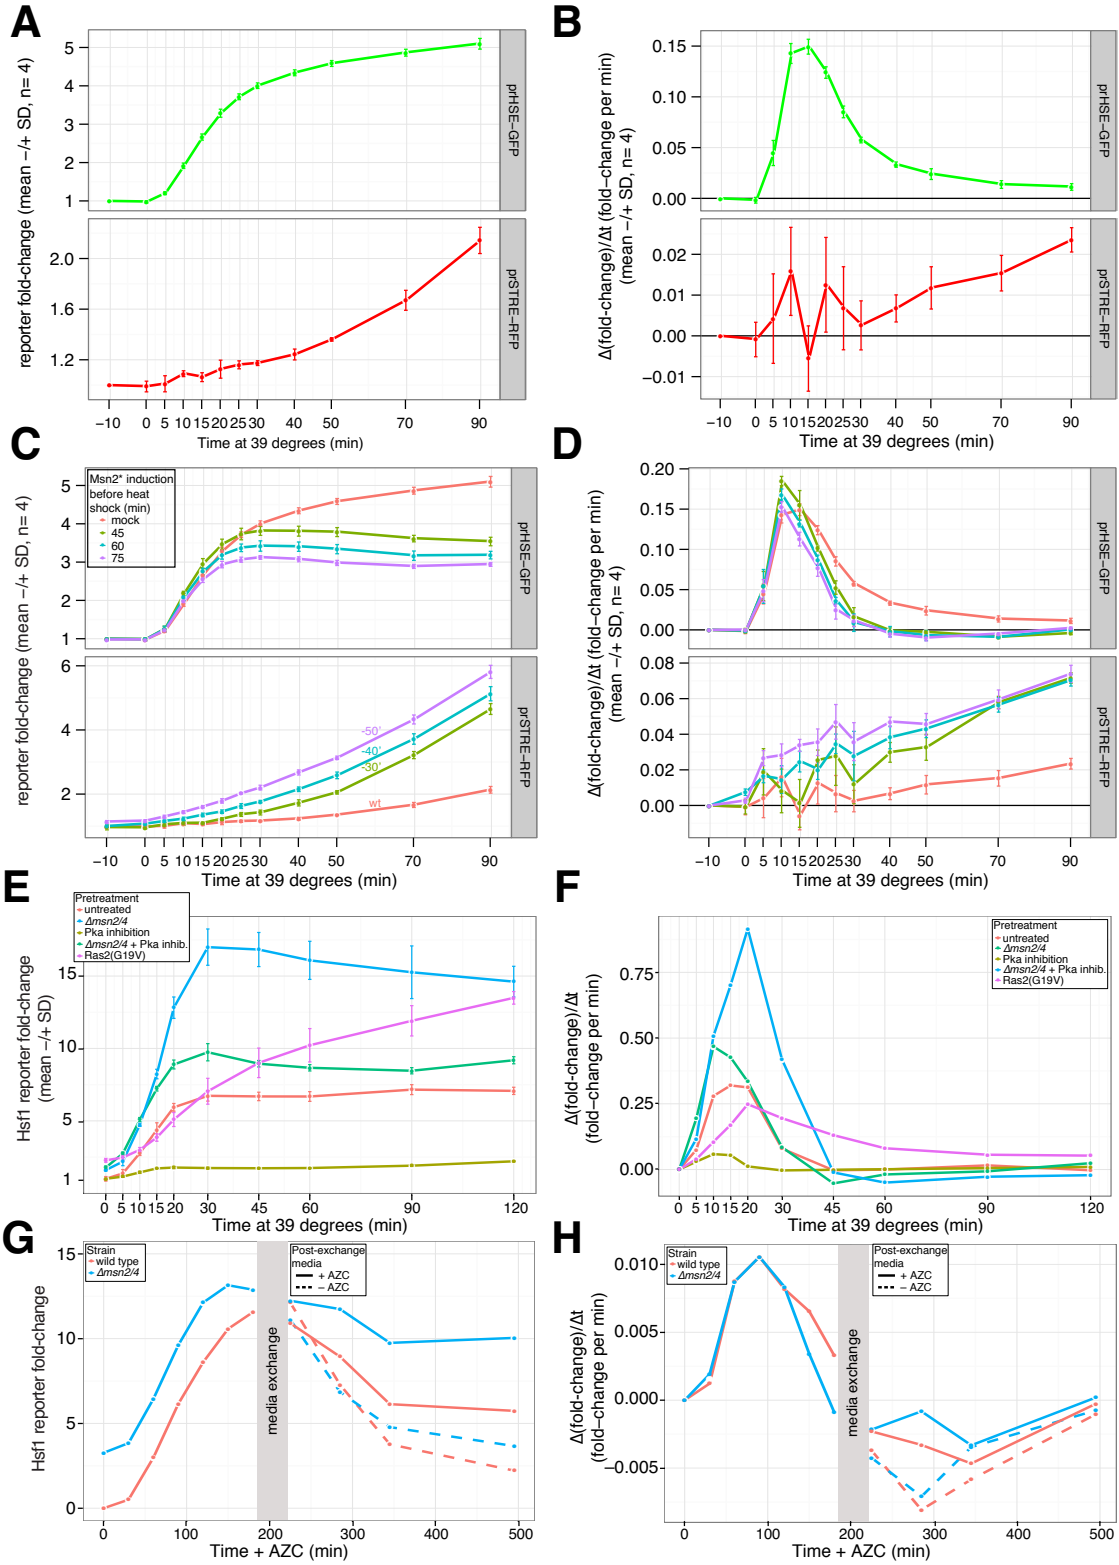 A
reporter fold-change (mean −/+ SD, n= 4)
5
4
3
2
1
prHSE−GFP
2.0
1.6
1.2
prSTRE−RFP
−10 0 5 10 15 20 25 30 40 50 70 90
Time at 39 degrees (min)
B
Δ(fold-change)/Δt (fold−change per min)
(mean −/+ SD, n= 4)
0.15
0.10
0.05
0.00
prHSE−GFP
0.02
0.01
0.00
−0.01
prSTRE−RFP
−10 0 5 10 15 20 25 30 40 50 70 90
Time at 39 degrees (min)
C
reporter fold-change (mean −/+ SD, n= 4)
Msn2* induction
before heat
shock (min)
mock
45
60
75
5
4
3
2
1
prHSE−GFP
6
4
2
-50'
-40'
-30'
wt
prSTRE−RFP
−10 0 5 10 15 20 25 30 40 50 70 90
Time at 39 degrees (min)
D
Δ(fold-change)/Δt (fold−change per min)
(mean −/+ SD, n= 4)
0.20
0.15
0.10
0.05
0.00
prHSE−GFP
0.08
0.06
0.04
0.02
0.00
prSTRE−RFP
−10 0 5 10 15 20 25 30 40 50 70 90
Time at 39 degrees (min)
E
Pretreatment
untreated
Δmsn2/4
Pka inhibition
Δmsn2/4 + Pka inhib.
Ras2(G19V)
Hsf1 reporter fold-change
(mean −/+ SD)
15
10
5
1
0 5 10 15 20 30 45 60 90 120
Time at 39 degrees (min)
F
Pretreatment
untreated
Pka inhibition
Δmsn2/4
Δmsn2/4 + Pka inhib.
Ras2(G19V)
Δ(fold-change)/Δt
(fold−change per min)
0.75
0.50
0.25
0.00
0 5 10 15 20 30 45 60 90 120
Time at 39 degrees (min)
G
Strain
wild type
Δmsn2/4
Post-exchange
media
+ AZC
− AZC
Hsf1 reporter fold-change
15
10
5
0
media exchange
0 100 200 300 400 500
Time + AZC (min)
H
Strain
wild type
Δmsn2/4
Post-exchange
media
+ AZC
− AZC
Δ(fold-change)/Δt
(fold−change per min)
0.010
0.005
0.000
−0.005
media exchange
0 100 200 300 400 500
Time + AZC (min)